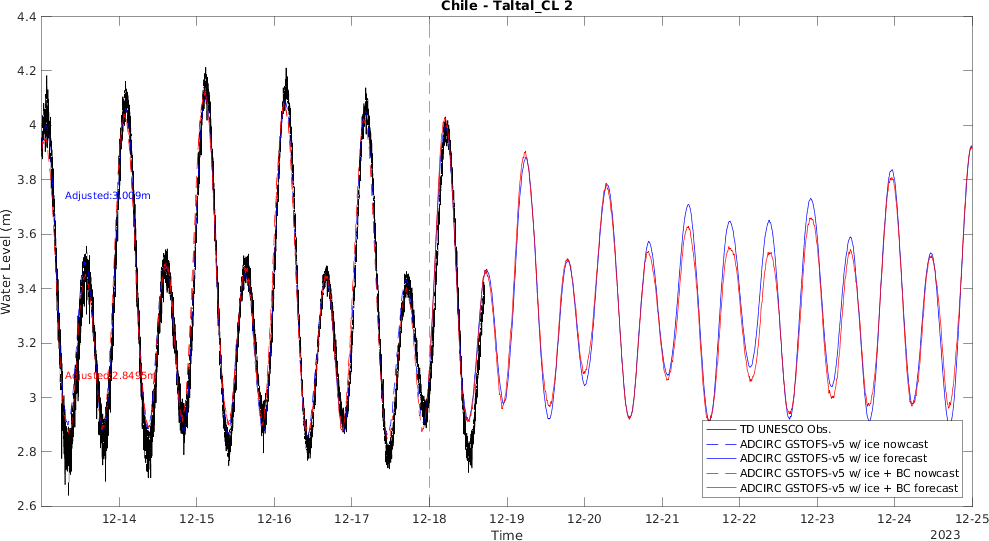 Chile - Taltal_CL 2
4.4
4.2
4
3.8
3.6
3.4
3.2
3
2.8
2.6
Water Level (m)
Adjusted:3.009m
Adjusted:2.8495m
TD UNESCO Obs.
ADCIRC GSTOFS-v5 w/ ice nowcast
ADCIRC GSTOFS-v5 w/ ice forecast
ADCIRC GSTOFS-v5 w/ ice + BC nowcast
ADCIRC GSTOFS-v5 w/ ice + BC forecast
12-14 12-15 12-16 12-17 12-18 12-19 12-20 12-21 12-22 12-23 12-24 12-25
Time
2023